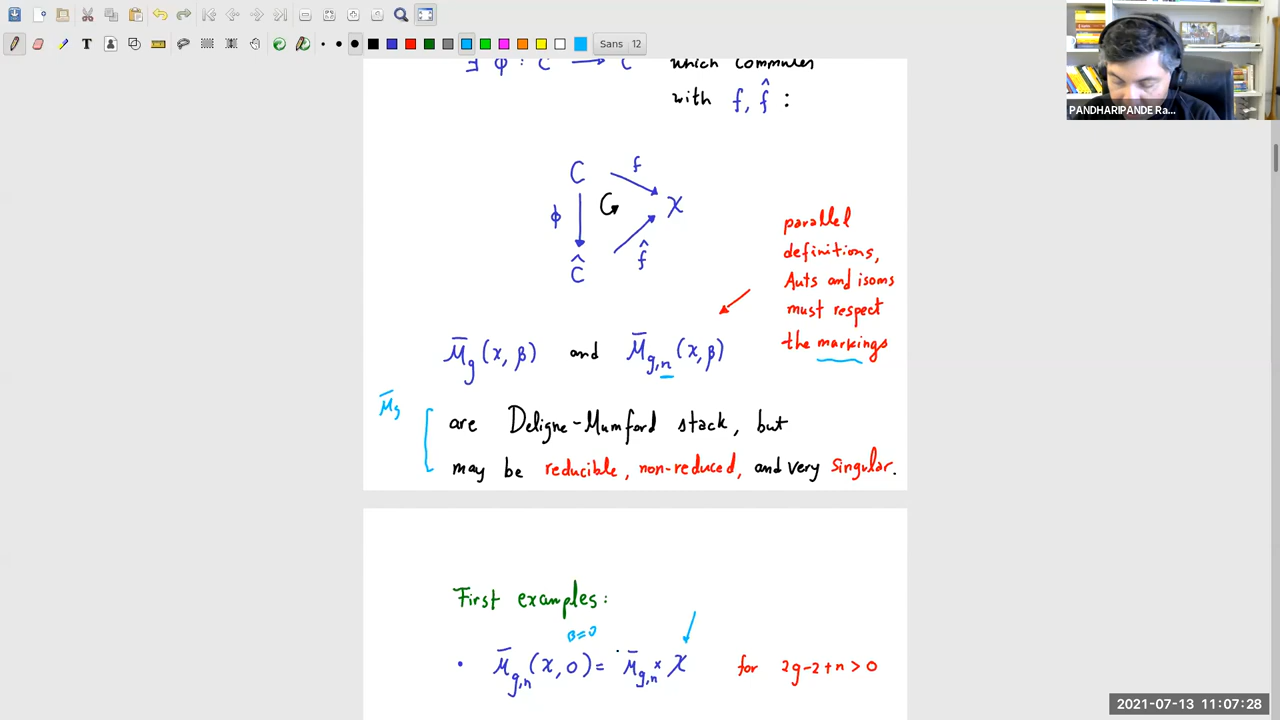 Sans 12
PANDHARIPANDE Ra...
∃ φ : C → Ĉ which commutes
with f, f̂ :
C f
φ X
Ĉ f̂
parallel
definitions,
Auts and isoms
must respect
the markings
M̄g (X, β) and M̄g,n (X, β)
M̄g
are Deligne-Mumford stack, but
may be reducible, non-reduced, and very singular.
First examples:
β=0
• M̄g,n (X, 0) = M̄g,n × X for 2g-2+n > 0
2021-07-13 11:07:28